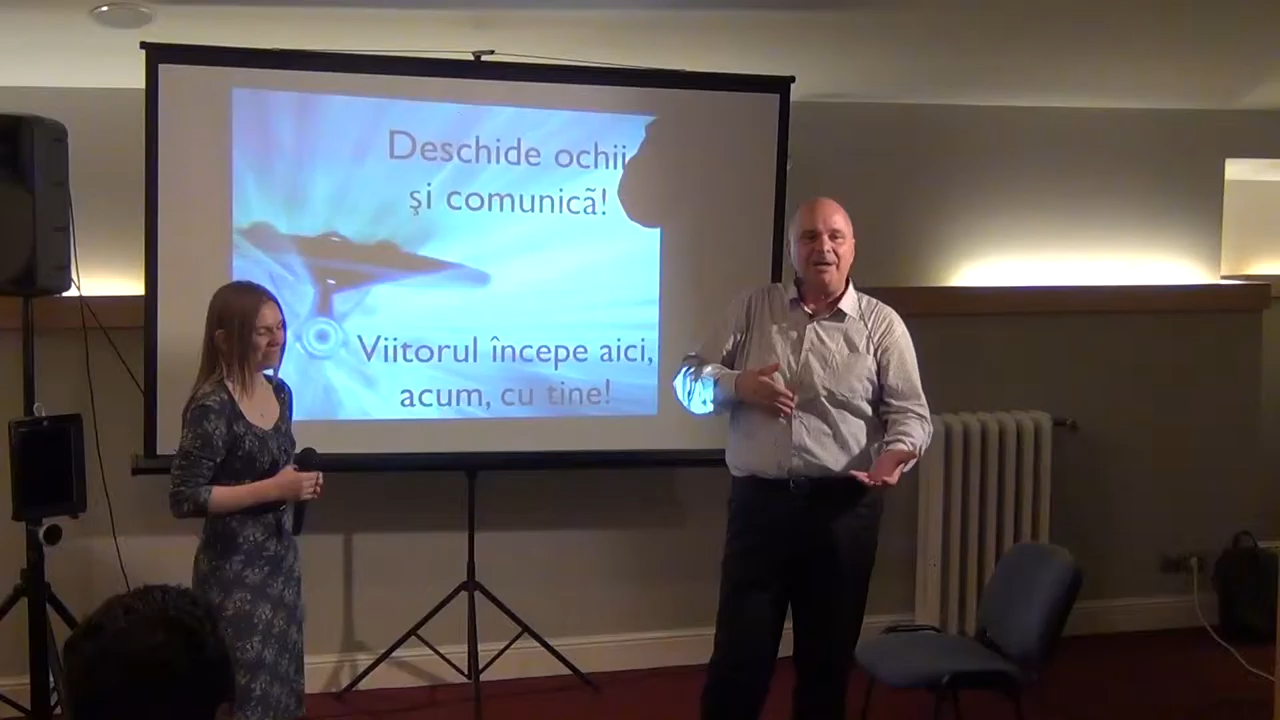 Deschide ochii
şi comunicã!
Viitorul începe aici,
acum, cu tine!